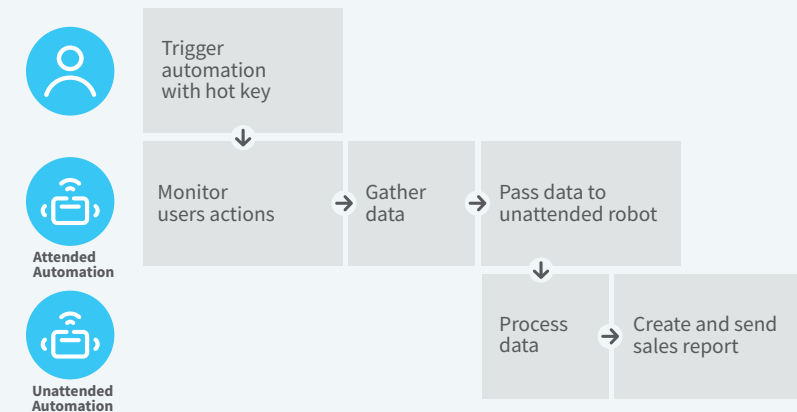 Trigger
automation
with hot key
Monitor
users actions
Gather
data
Pass data to
unattended robot
Attended
Automation
Process
data
Create and send
sales report
Unattended
Automation